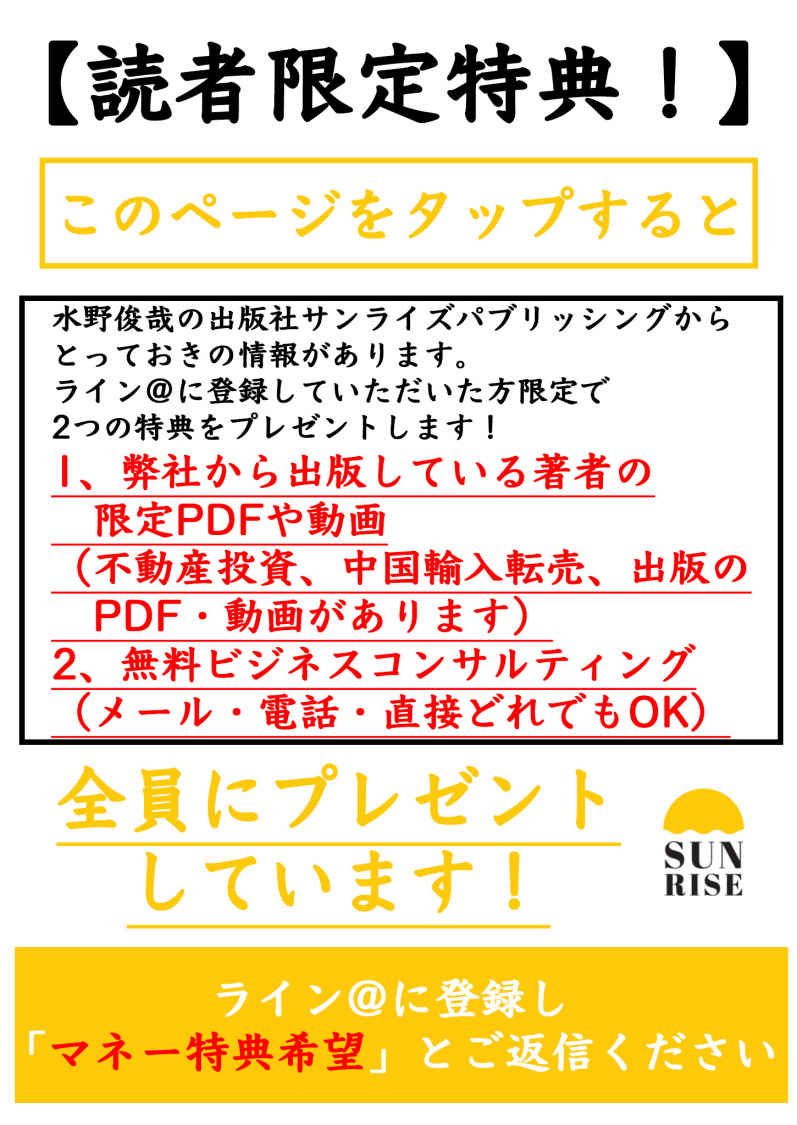 【読者限定特典！】
このページをタップすると
水野俊哉の出版社サンライズパブリッシングから
とっておきの情報があります。
ライン＠に登録していただいた方限定で
2つの特典をプレゼントします！
1、弊社から出版している著者の
限定PDFや動画
（不動産投資、中国輸入転売、出版の
PDF・動画があります）
2、無料ビジネスコンサルティング
（メール・電話・直接どれでもOK）
全員にプレゼント
しています！
SUN
RISE
ライン＠に登録し
「マネー特典希望」とご返信ください